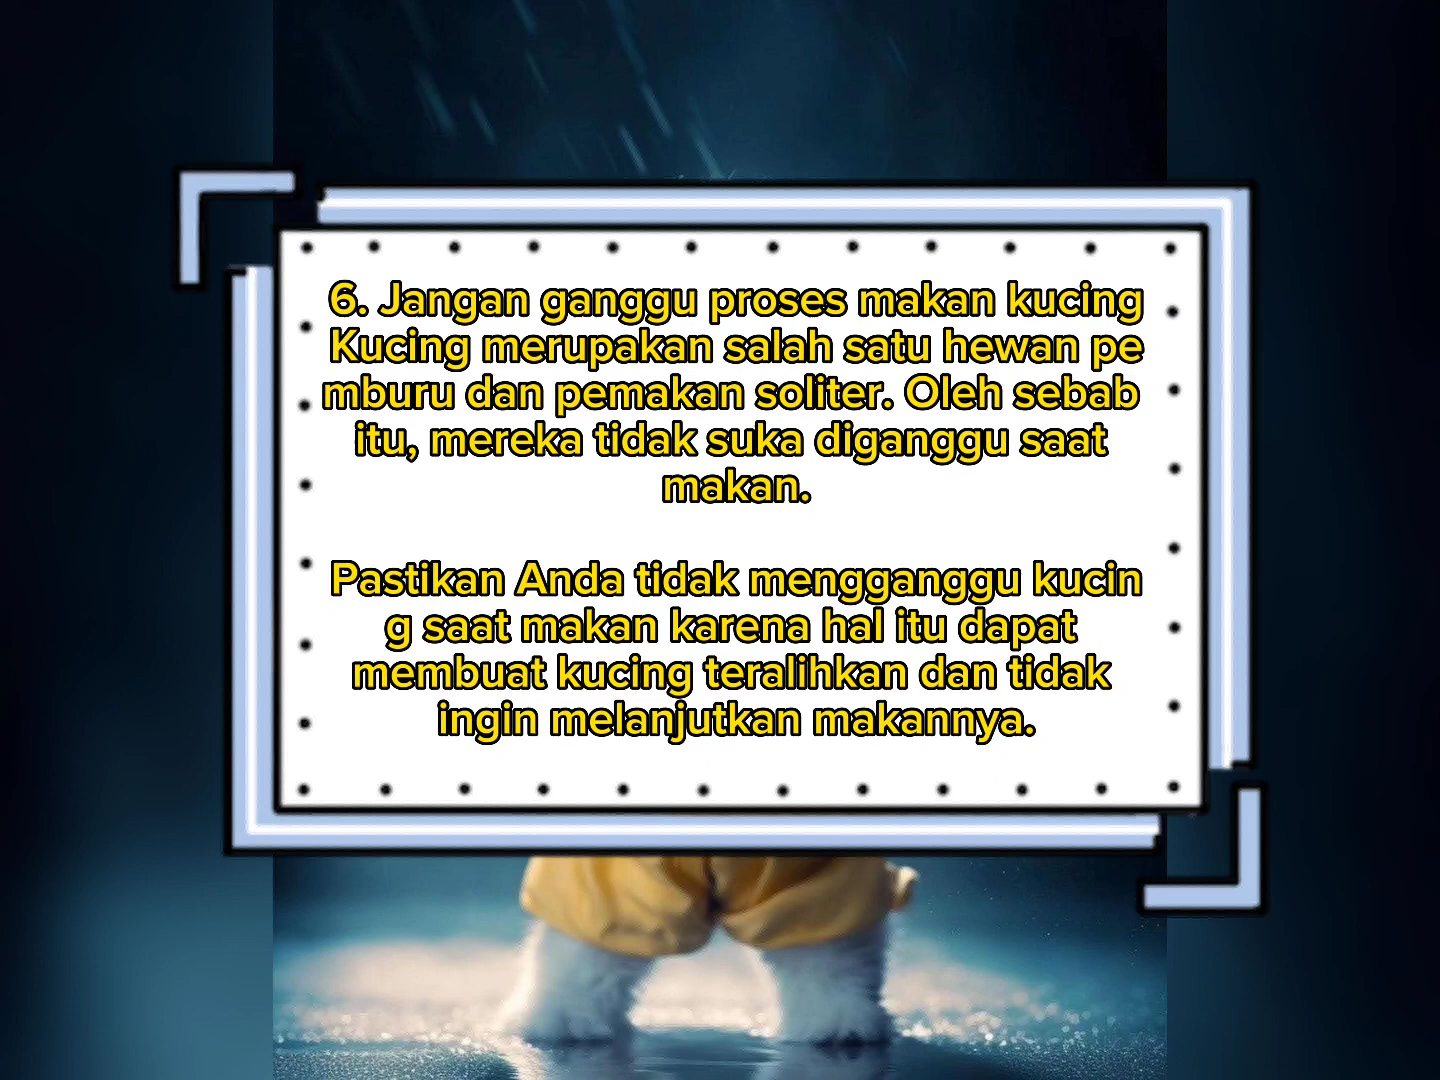 6. Jangan ganggu proses makan kucing
Kucing merupakan salah satu hewan pe
mburu dan pemakan soliter. Oleh sebab
itu, mereka tidak suka diganggu saat
makan.
Pastikan Anda tidak mengganggu kucin
g saat makan karena hal itu dapat
membuat kucing teralihkan dan tidak
ingin melanjutkan makannya.